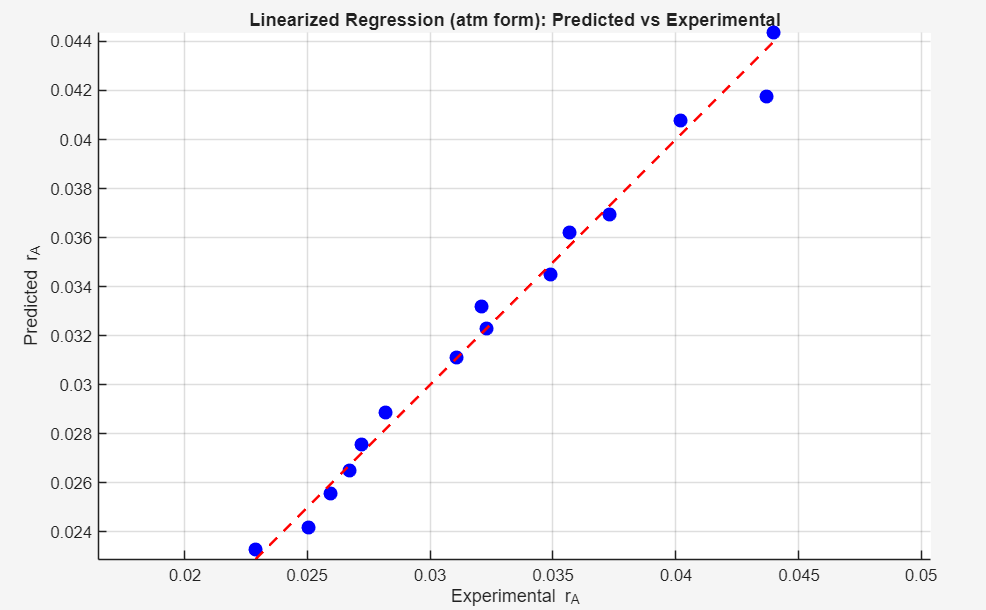 Linearized Regression (atm form): Predicted vs Experimental
0.044
0.042
0.04
0.038
0.036
0.034
0.032
0.03
0.028
0.026
0.024
Predicted r_A
0.02 0.025 0.03 0.035 0.04 0.045 0.05
Experimental r_A